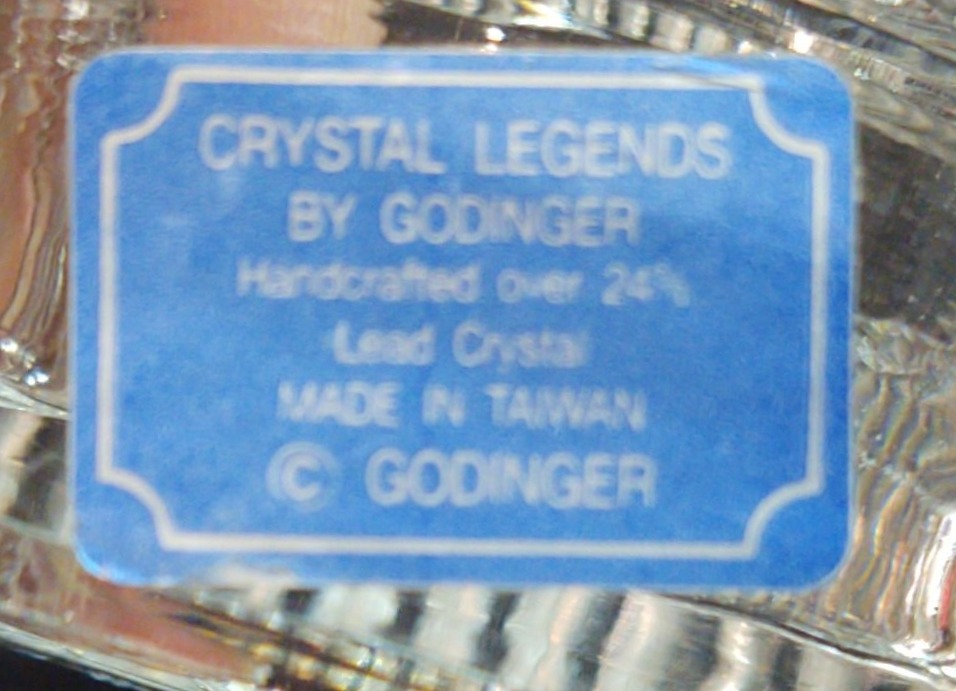 CRYSTAL LEGENDS
BY GODINGER
Handcrafted over 24%
Lead Crystal
MADE IN TAIWAN
© GODINGER